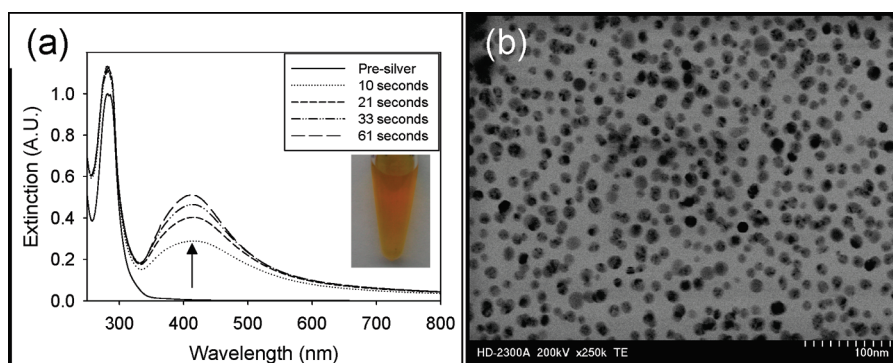 (a)
Extinction (A.U.)
1.0
0.8
0.6
0.4
0.2
0.0
Pre-silver
10 seconds
21 seconds
33 seconds
61 seconds
300 400 500 600 700 800
Wavelength (nm)
(b)
HD-2300A 200kV x250k TE
100nm